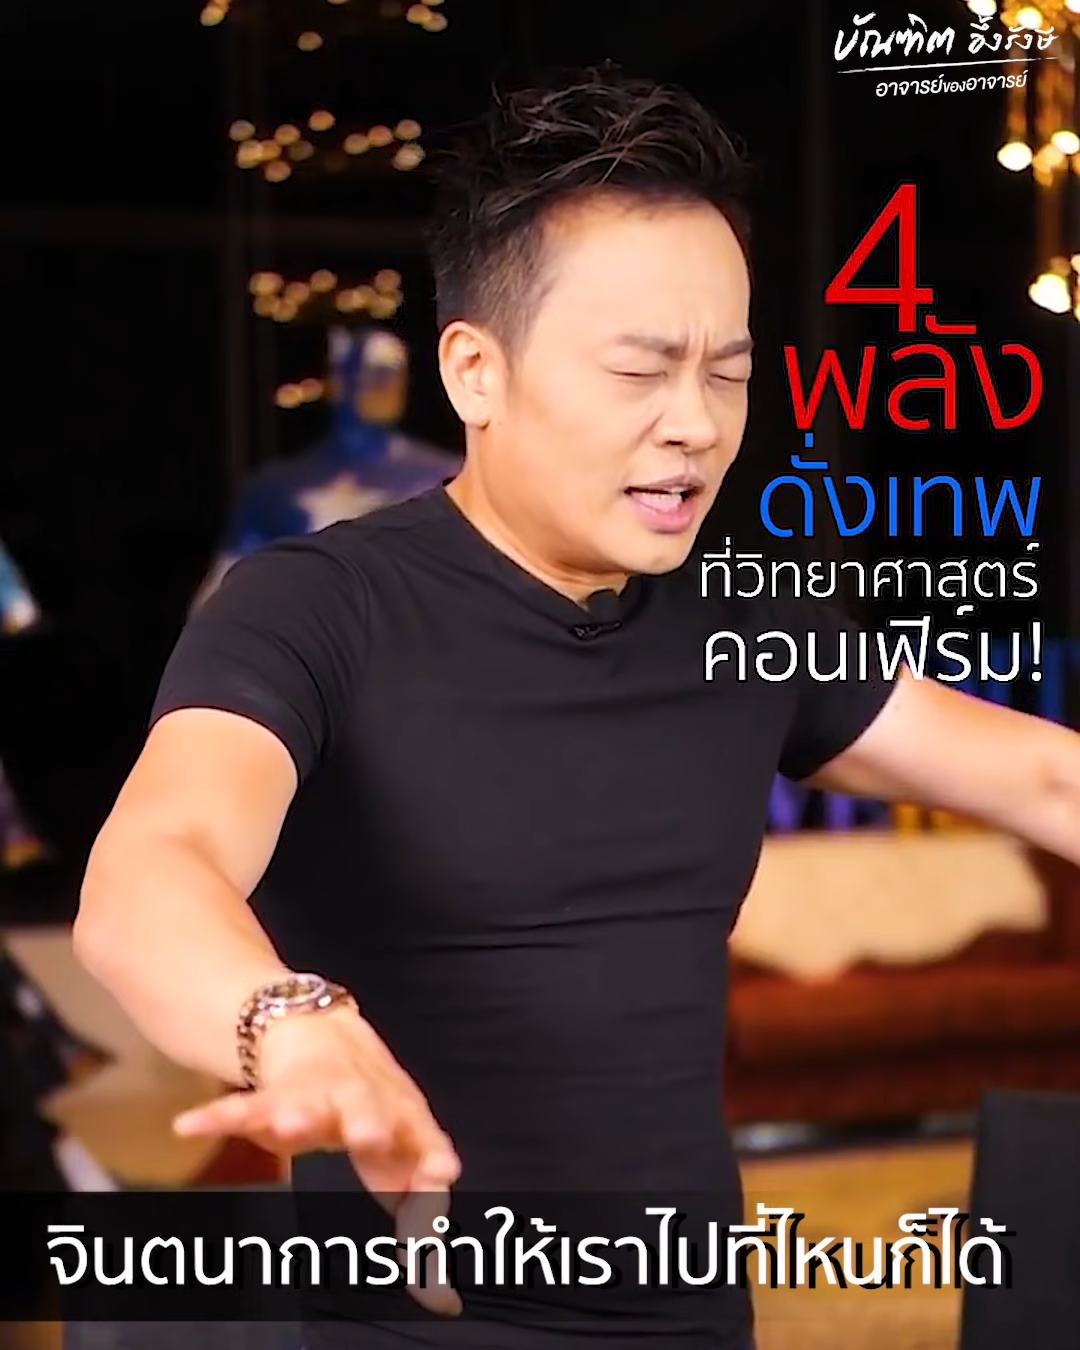 บัณฑิต อึ้งรังษี
อาจารย์ของอาจารย์
4
พลัง
ดั่งเทพ
ที่วิทยาศาสตร์
คอนเฟิร์ม!
จินตนาการทำให้เราไปที่ไหนก็ได้